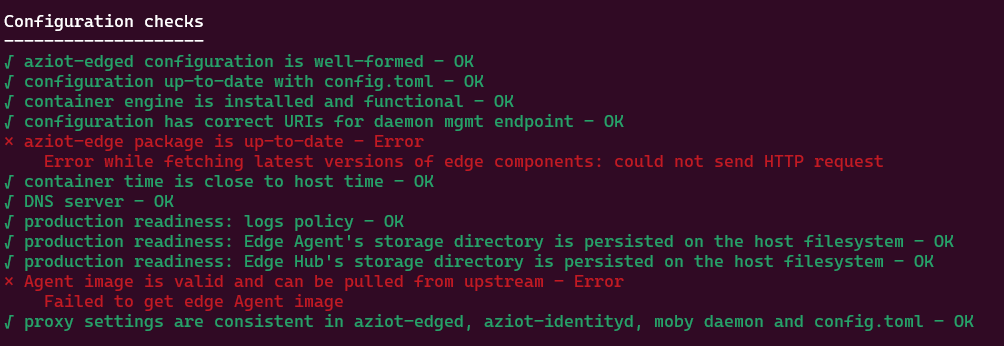 Configuration checks
--------------------
√ aziot-edged configuration is well-formed - OK
√ configuration up-to-date with config.toml - OK
√ container engine is installed and functional - OK
√ configuration has correct URIs for daemon mgmt endpoint - OK
× aziot-edge package is up-to-date - Error
    Error while fetching latest versions of edge components: could not send HTTP request
√ container time is close to host time - OK
√ DNS server - OK
√ production readiness: logs policy - OK
√ production readiness: Edge Agent's storage directory is persisted on the host filesystem - OK
√ production readiness: Edge Hub's storage directory is persisted on the host filesystem - OK
× Agent image is valid and can be pulled from upstream - Error
    Failed to get edge Agent image
√ proxy settings are consistent in aziot-edged, aziot-identityd, moby daemon and config.toml - OK